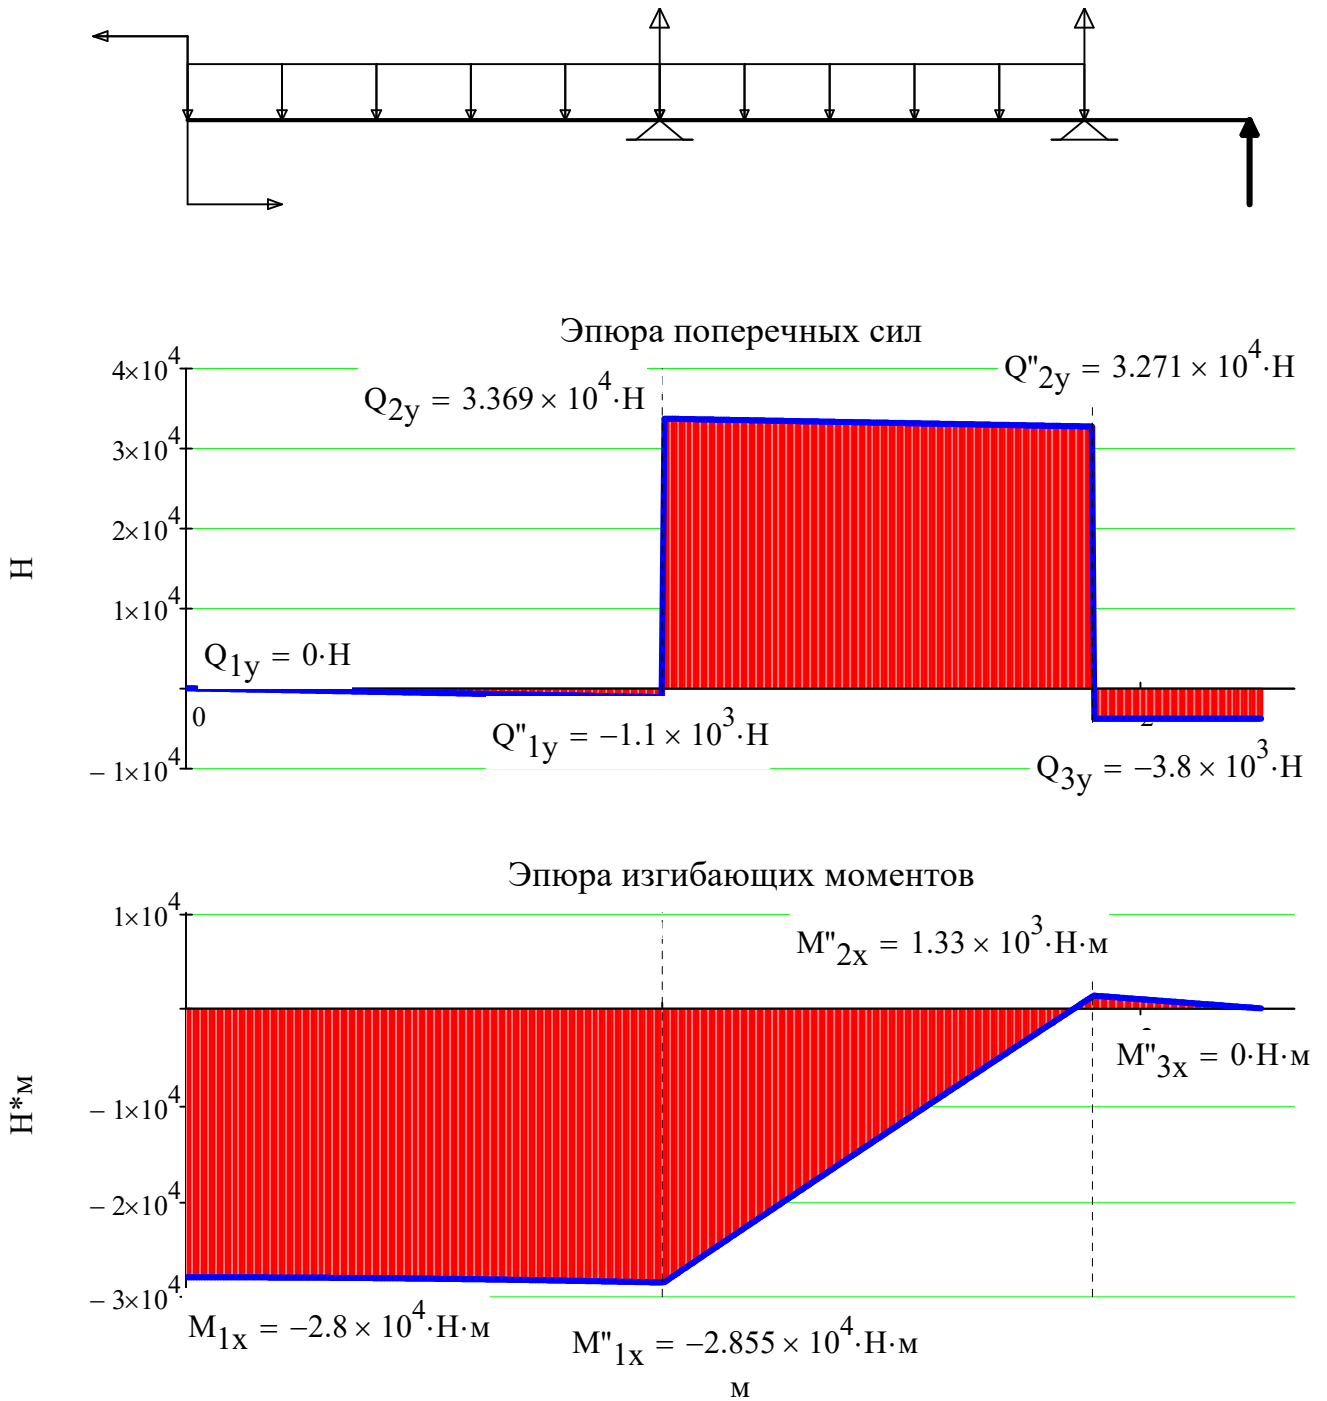 Эпюра поперечных сил
4×10^4
Q"2y = 3.271 × 10^4·Н
Q2y = 3.369 × 10^4·Н
3×10^4
2×10^4
Н
1×10^4
Q1y = 0·Н
0
Q"1y = −1.1 × 10^3·Н
− 1×10^4
Q3y = −3.8 × 10^3·Н
Эпюра изгибающих моментов
1×10^4
M"2x = 1.33 × 10^3·Н·м
M"3x = 0·Н·м
Н*м
− 1×10^4
− 2×10^4
− 3×10^4
M1x = −2.8 × 10^4·Н·м
M"1x = −2.855 × 10^4·Н·м
м